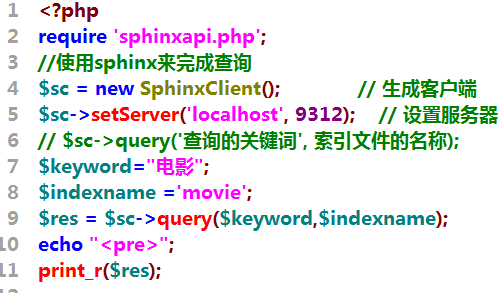 1 <?php
2 require 'sphinxapi.php';
3 //使用sphinx来完成查询
4 $sc = new SphinxClient(); // 生成客户端
5 $sc->setServer('localhost', 9312); // 设置服务器
6 // $sc->query('查询的关键词', 索引文件的名称);
7 $keyword="电影";
8 $indexname ='movie';
9 $res = $sc->query($keyword,$indexname);
10 echo "<pre>";
11 print_r($res);